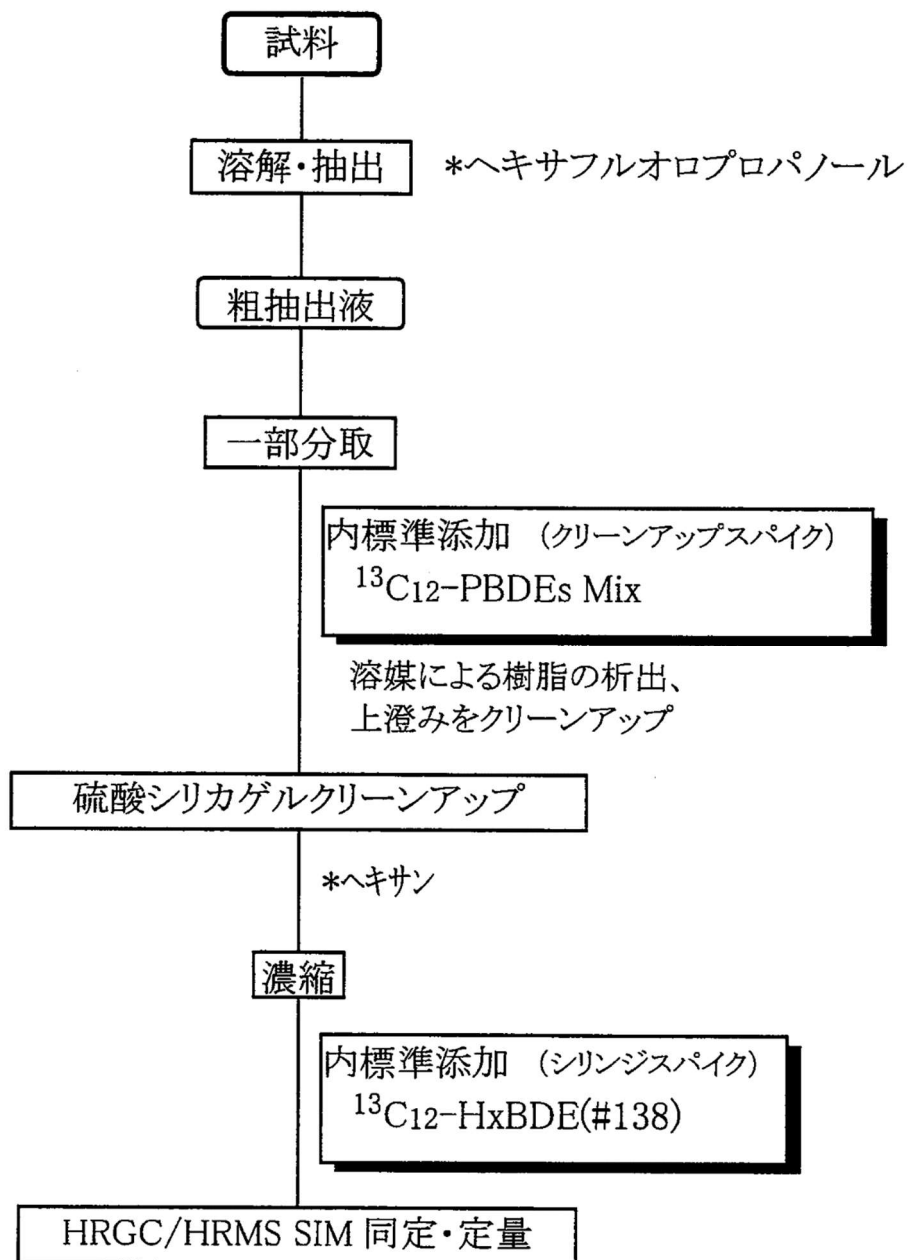 試料
溶解・抽出 *ヘキサフルオロプロパノール
粗抽出液
一部分取
内標準添加 (クリーンアップスパイク)
¹³C₁₂-PBDEs Mix
溶媒による樹脂の析出、
上澄みをクリーンアップ
硫酸シリカゲルクリーンアップ
*ヘキサン
濃縮
内標準添加 (シリンジスパイク)
¹³C₁₂-HxBDE(#138)
HRGC/HRMS SIM 同定・定量